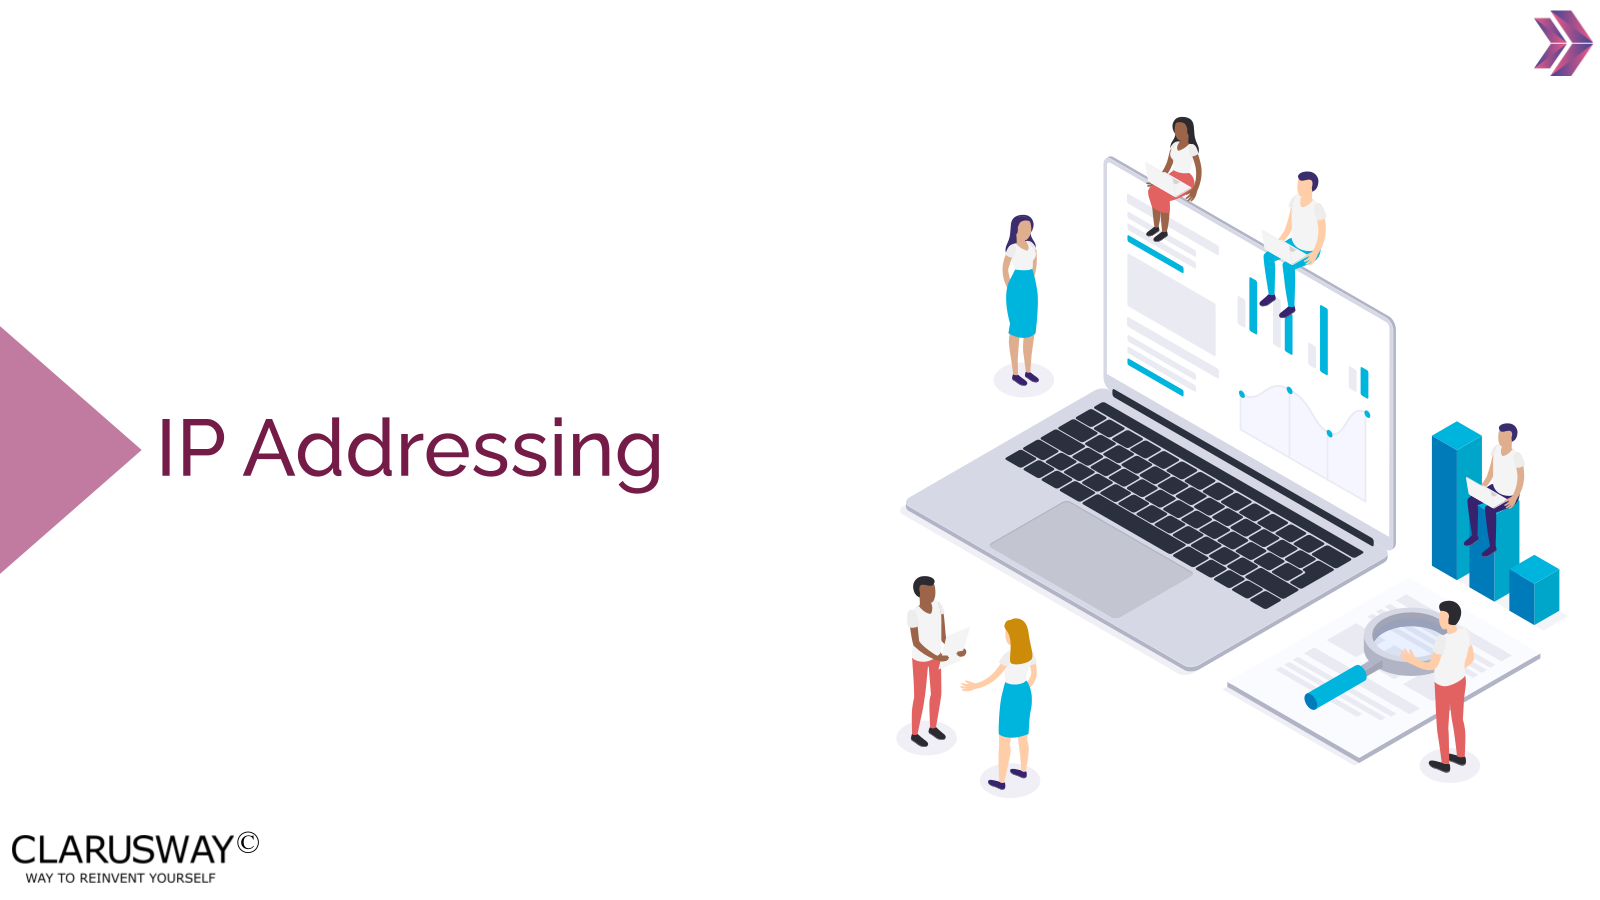 IP Addressing
CLARUSWAY©
WAY TO REINVENT YOURSELF